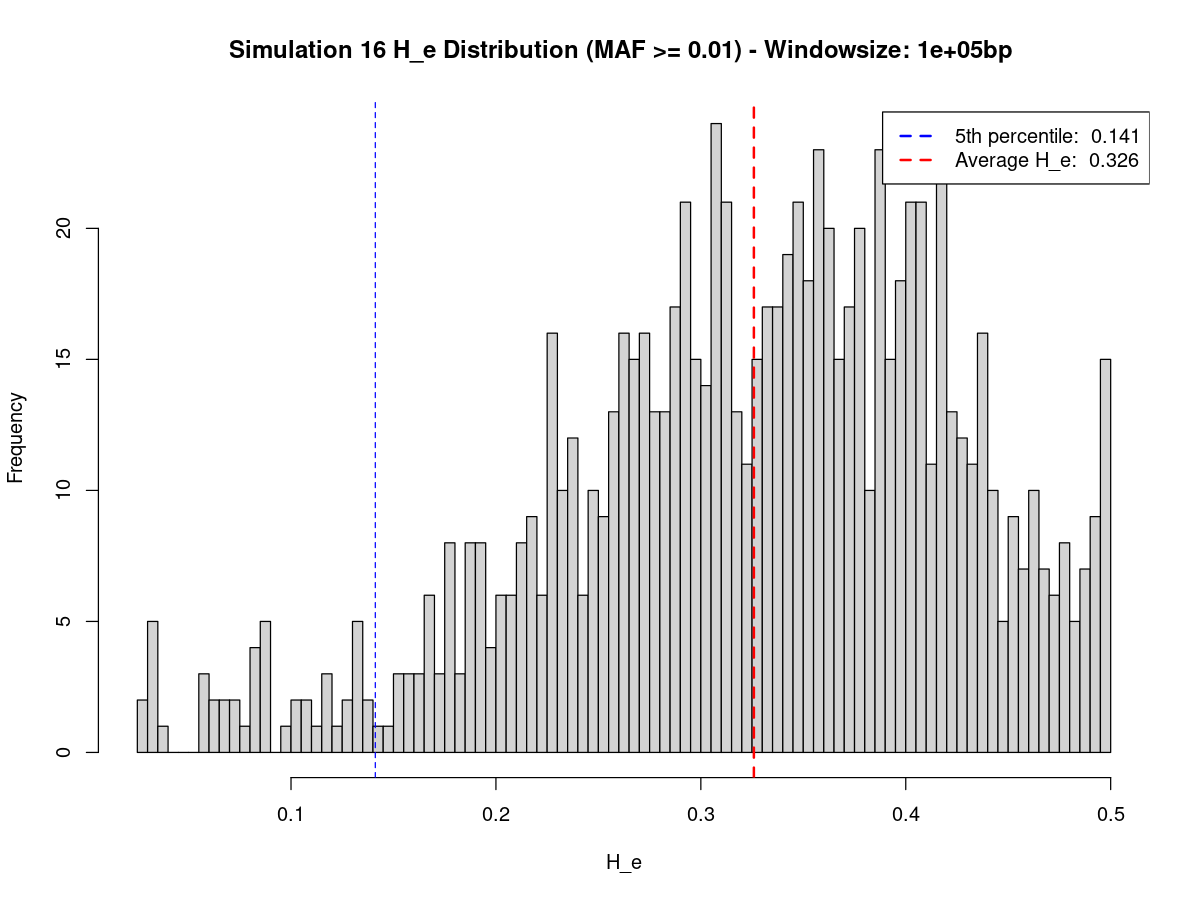 Simulation 16 H_e Distribution (MAF >= 0.01) - Windowsize: 1e+05bp
5th percentile:  0.141
Average H_e:  0.326
Frequency
20
15
10
5
0
0.1 0.2 0.3 0.4 0.5
H_e